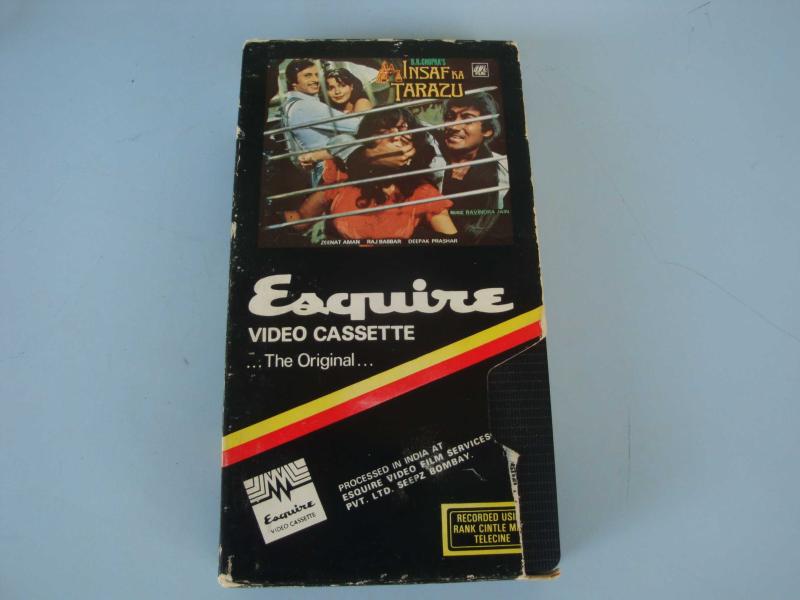 B.R. CHOPRA'S
INSAF KA
TARAZU
MUSIC RAVINDRA JAIN
ZEENAT AMAN RAJ BABBAR DEEPAK PRASHAR
Esquire
VIDEO CASSETTE
...The Original...
PROCESSED IN INDIA AT
ESQUIRE VIDEO FILM SERVICES
PVT. LTD. SEEPZ BOMBAY.
Esquire
VIDEO CASSETTE
RECORDED USI
RANK CINTLE M
TELECINE